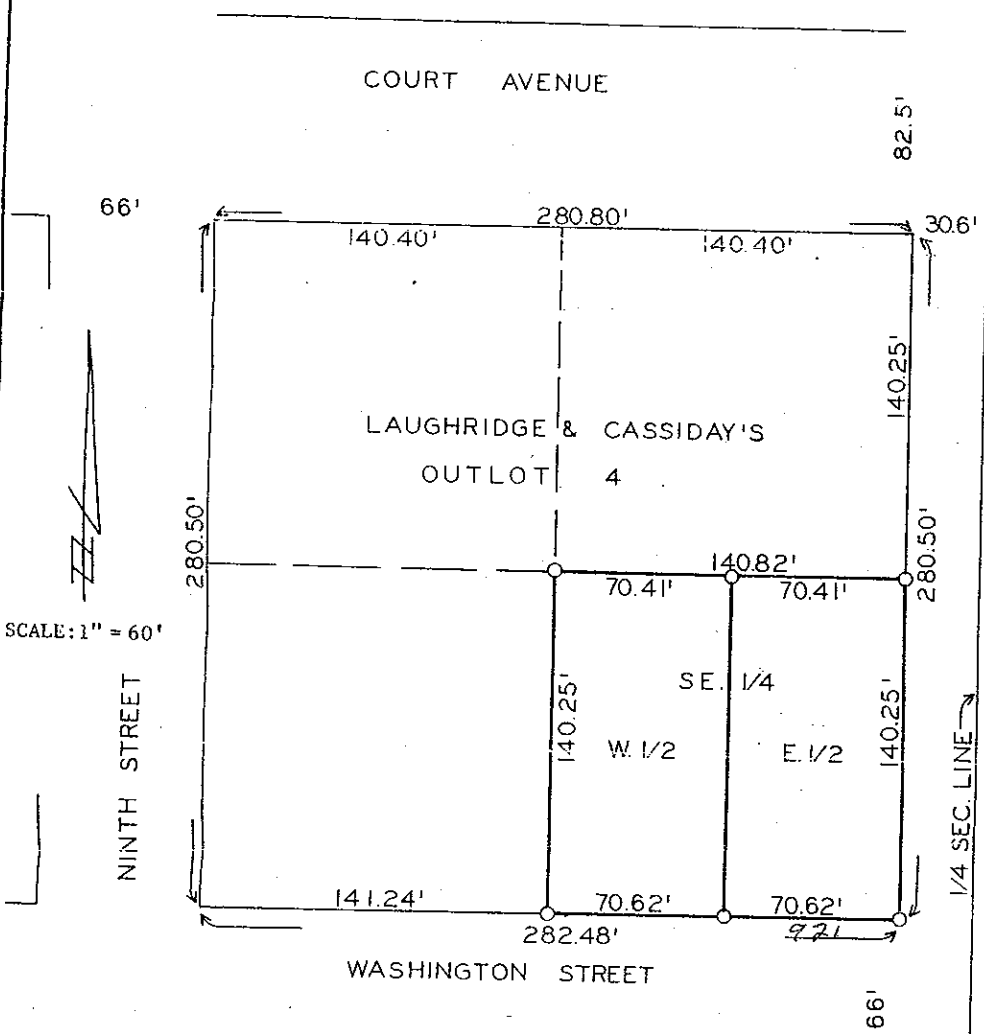 COURT AVENUE
82.5'
66'
280.80'
30.6'
140.40'
140.40'
140.25'
LAUGHRIDGE & CASSIDAY'S
OUTLOT 4
280.50'
280.50'
140.82'
70.41'
70.41'
SCALE: 1" = 60'
SE. 1/4
140.25'
140.25'
W. 1/2
E. 1/2
NINTH STREET
1/4 SEC. LINE
141.24'
70.62'
70.62'
921
282.48'
WASHINGTON STREET
66'